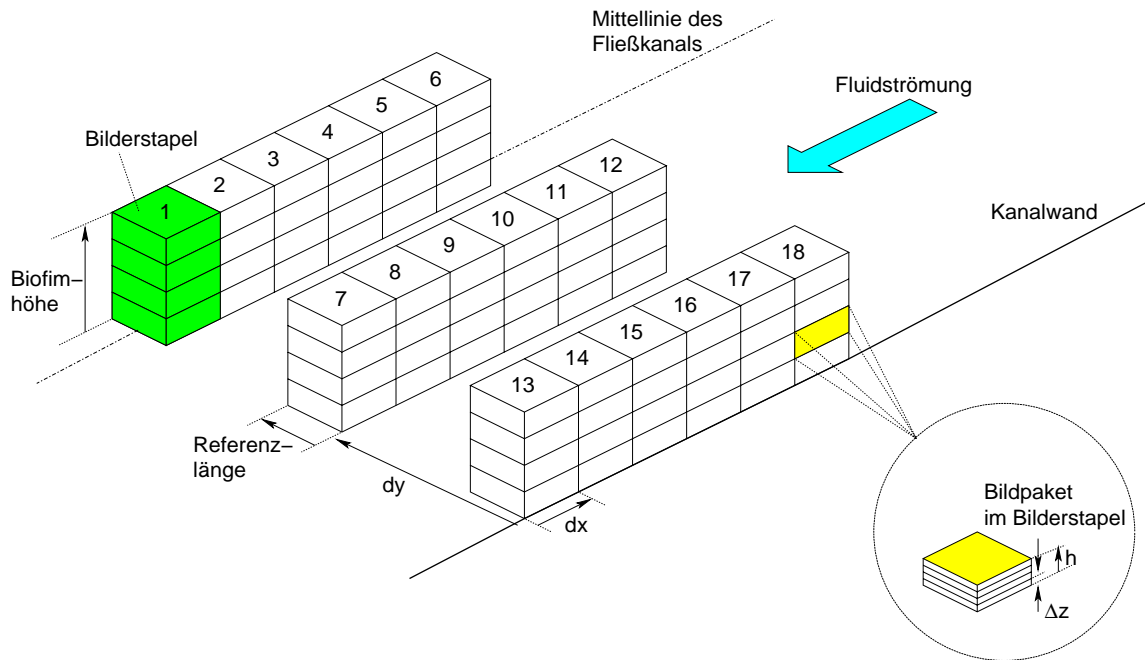 Mittellinie des
Fließkanals
6
5
4
3
2
1
Bilderstapel
Fluidströmung
12
11
10
9
8
7
Kanalwand
18
17
16
15
14
13
Biofim–
höhe
Referenz–
länge
dy
dx
Bildpaket
im Bilderstapel
h
Δz